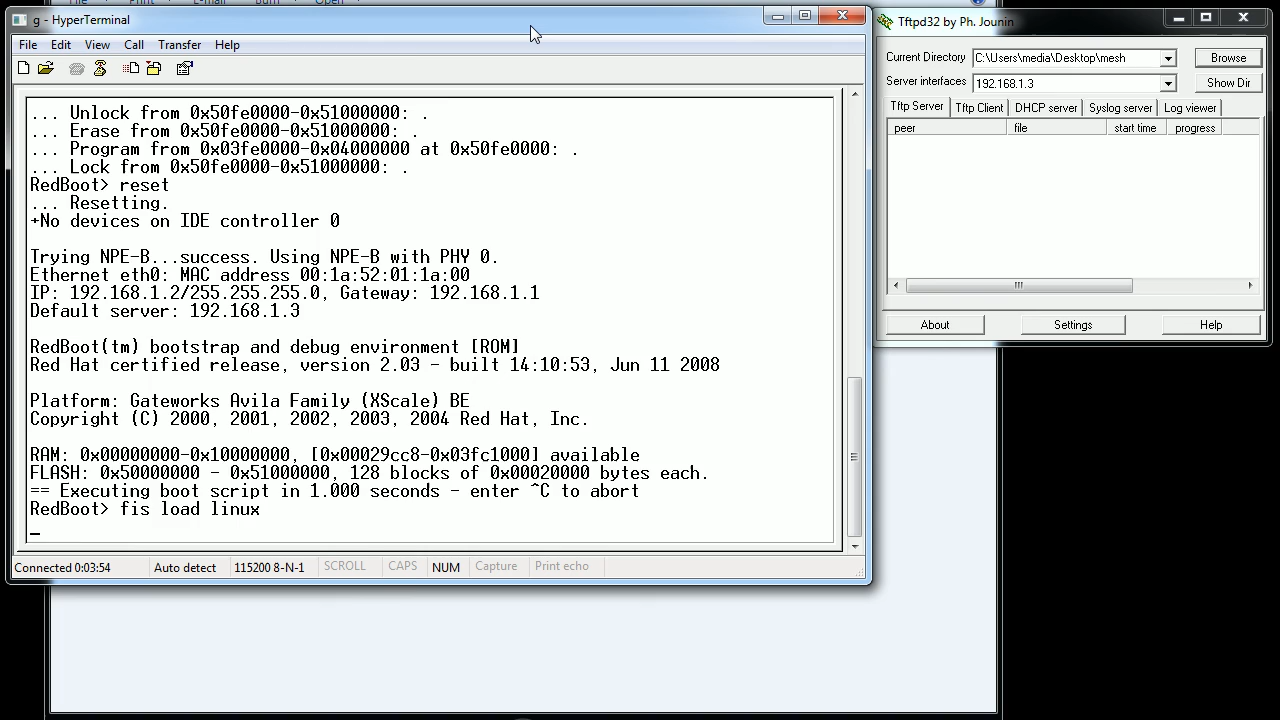 File Print E-mail Burn Open
g - HyperTerminal
File Edit View Call Transfer Help
... Unlock from 0x50fe0000-0x51000000: .
... Erase from 0x50fe0000-0x51000000: .
... Program from 0x03fe0000-0x04000000 at 0x50fe0000: .
... Lock from 0x50fe0000-0x51000000: .
RedBoot> reset
... Resetting.
+No devices on IDE controller 0
Trying NPE-B...success. Using NPE-B with PHY 0.
Ethernet eth0: MAC address 00:1a:52:01:1a:00
IP: 192.168.1.2/255.255.255.0, Gateway: 192.168.1.1
Default server: 192.168.1.3
RedBoot(tm) bootstrap and debug environment [ROM]
Red Hat certified release, version 2.03 - built 14:10:53, Jun 11 2008
Platform: Gateworks Avila Family (XScale) BE
Copyright (C) 2000, 2001, 2002, 2003, 2004 Red Hat, Inc.
RAM: 0x00000000-0x10000000, [0x00029cc8-0x03fc1000] available
FLASH: 0x50000000 - 0x51000000, 128 blocks of 0x00020000 bytes each.
== Executing boot script in 1.000 seconds - enter ^C to abort
RedBoot> fis load linux
_
Connected 0:03:54 Auto detect 115200 8-N-1 SCROLL CAPS NUM Capture Print echo
Tftpd32 by Ph. Jounin
Current Directory C:\Users\media\Desktop\mesh Browse
Server interfaces 192.168.1.3 Show Dir
Tftp Server Tftp Client DHCP server Syslog server Log viewer
peer file start time progress
About Settings Help